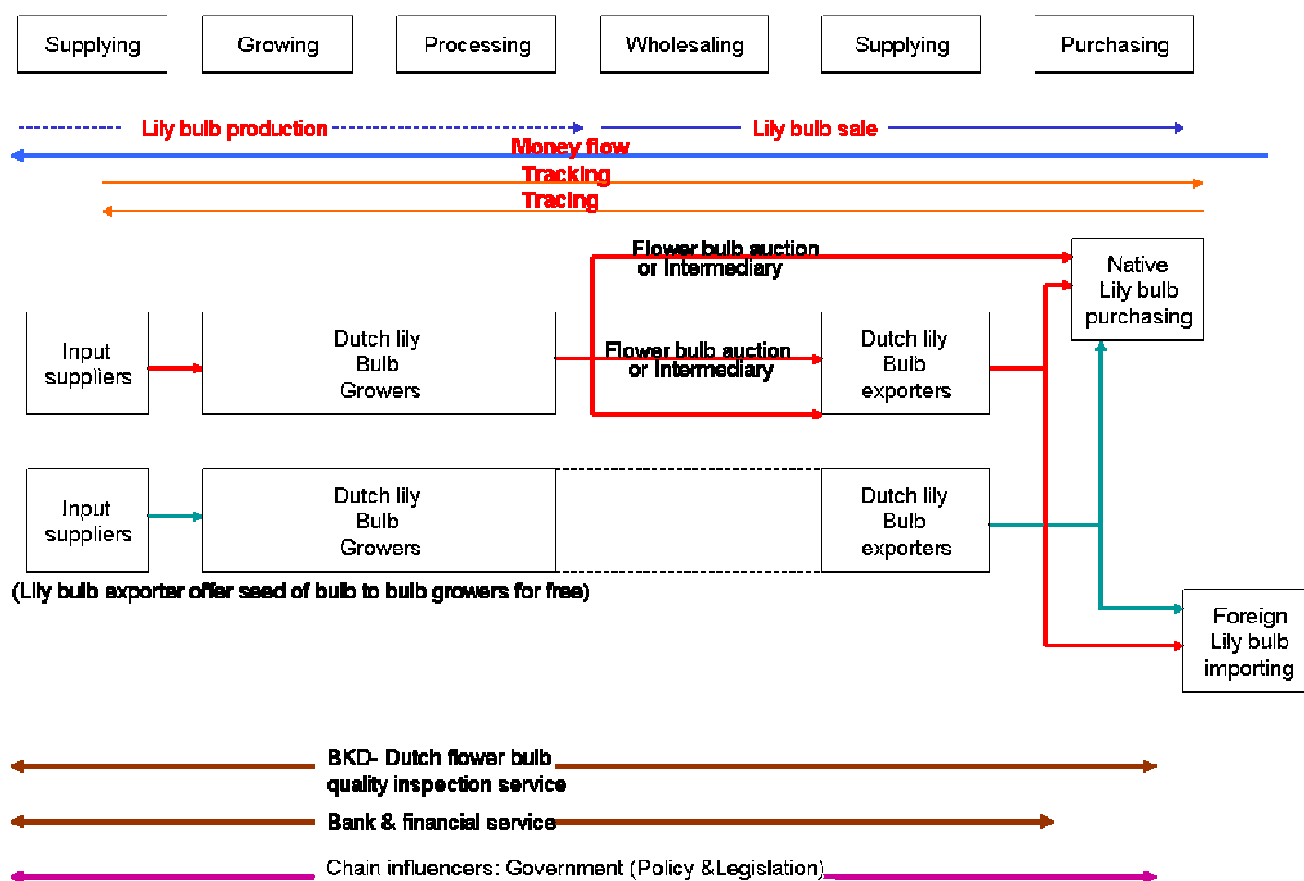 Supplying
Growing
Processing
Wholesaling
Supplying
Purchasing
Lily bulb production
Lily bulb sale
Money flow
Tracking
Tracing
Flower bulb auction
or Intermediary
Native
Lily bulb
purchasing
Input
suppliers
Dutch lily
Bulb
Growers
Flower bulb auction
or Intermediary
Dutch lily
Bulb
exporters
Input
suppliers
Dutch lily
Bulb
Growers
Dutch lily
Bulb
exporters
(Lily bulb exporter offer seed of bulb to bulb growers for free)
Foreign
Lily bulb
importing
BKD- Dutch flower bulb
quality inspection service
Bank & financial service
Chain influencers: Government (Policy &Legislation)